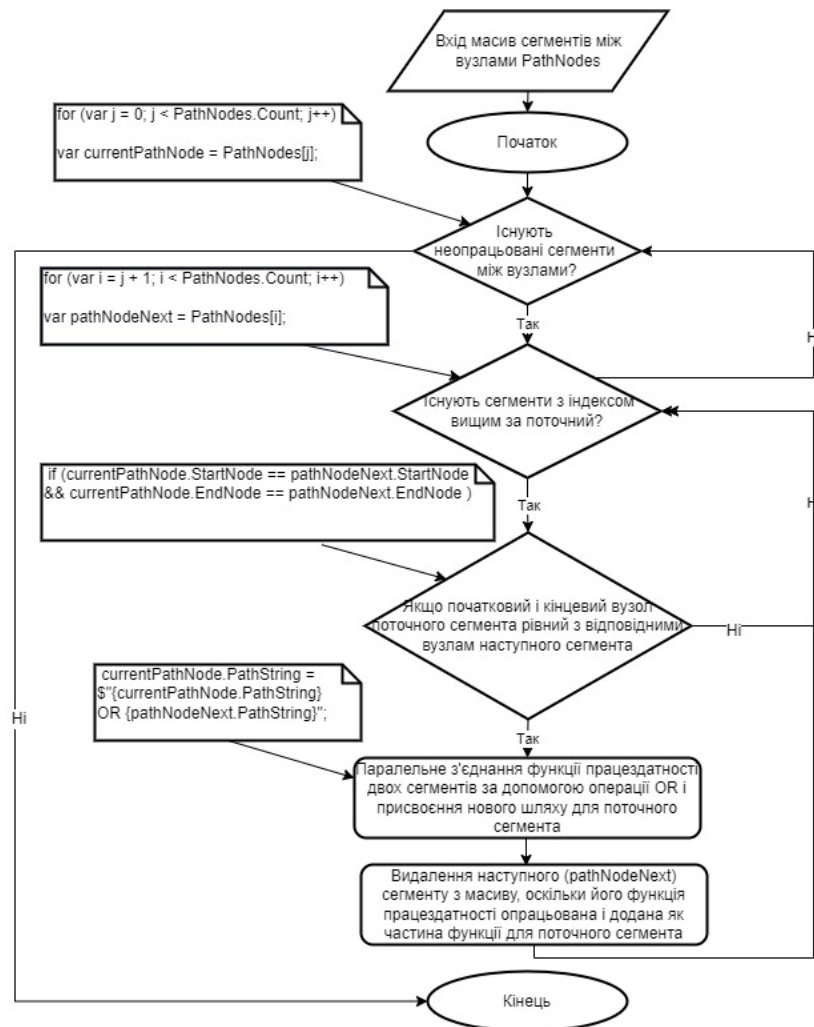 Вхід масив сегментів між
вузлами PathNodes
for (var j = 0; j < PathNodes.Count; j++)
var currentPathNode = PathNodes[j];
Початок
Існують
неопрацьовані сегменти
між вузлами?
for (var i = j + 1; i < PathNodes.Count; i++)
var pathNodeNext = PathNodes[i];
Так
Н
Існують сегменти з індексом
вищим за поточний?
if (currentPathNode.StartNode == pathNodeNext.StartNode
&& currentPathNode.EndNode == pathNodeNext.EndNode )
Так
Н
Якщо початковий і кінцевий вузол
поточного сегмента рівний з відповідними
вузлам наступного сегмента
Ні
currentPathNode.PathString =
$"{currentPathNode.PathString}
OR {pathNodeNext.PathString}";
Ні
Так
Паралельне з'єднання функції працездатності
двох сегментів за допомогою операції OR і
присвоєння нового шляху для поточного
сегмента
Видалення наступного (pathNodeNext)
сегменту з масиву, оскільки його функція
працездатності опрацьована і додана як
частина функції для поточного сегмента
Кінець